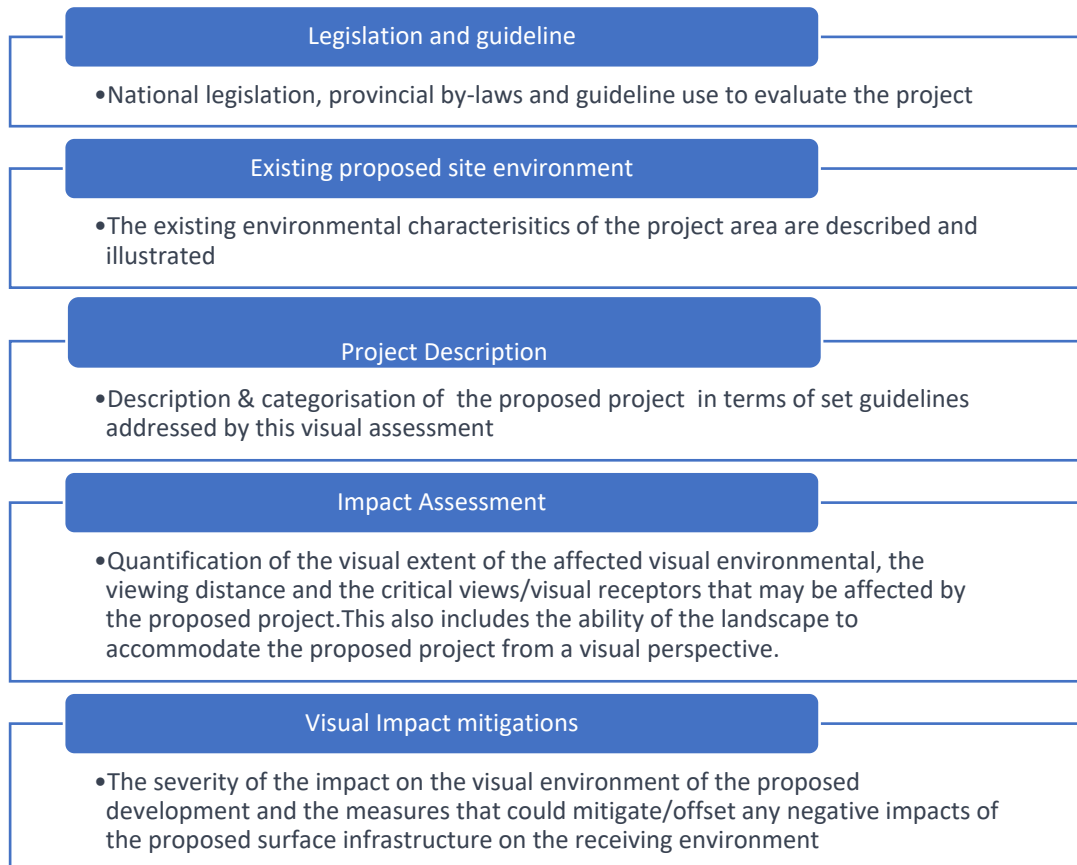 Legislation and guideline
•National legislation, provincial by-laws and guideline use to evaluate the project
Existing proposed site environment
•The existing environmental characterisitics of the project area are described and
illustrated
Project Description
•Description & categorisation of the proposed project in terms of set guidelines
addressed by this visual assessment
Impact Assessment
•Quantification of the visual extent of the affected visual environmental, the
viewing distance and the critical views/visual receptors that may be affected by
the proposed project.This also includes the ability of the landscape to
accommodate the proposed project from a visual perspective.
Visual Impact mitigations
•The severity of the impact on the visual environment of the proposed
development and the measures that could mitigate/offset any negative impacts of
the proposed surface infrastructure on the receiving environment